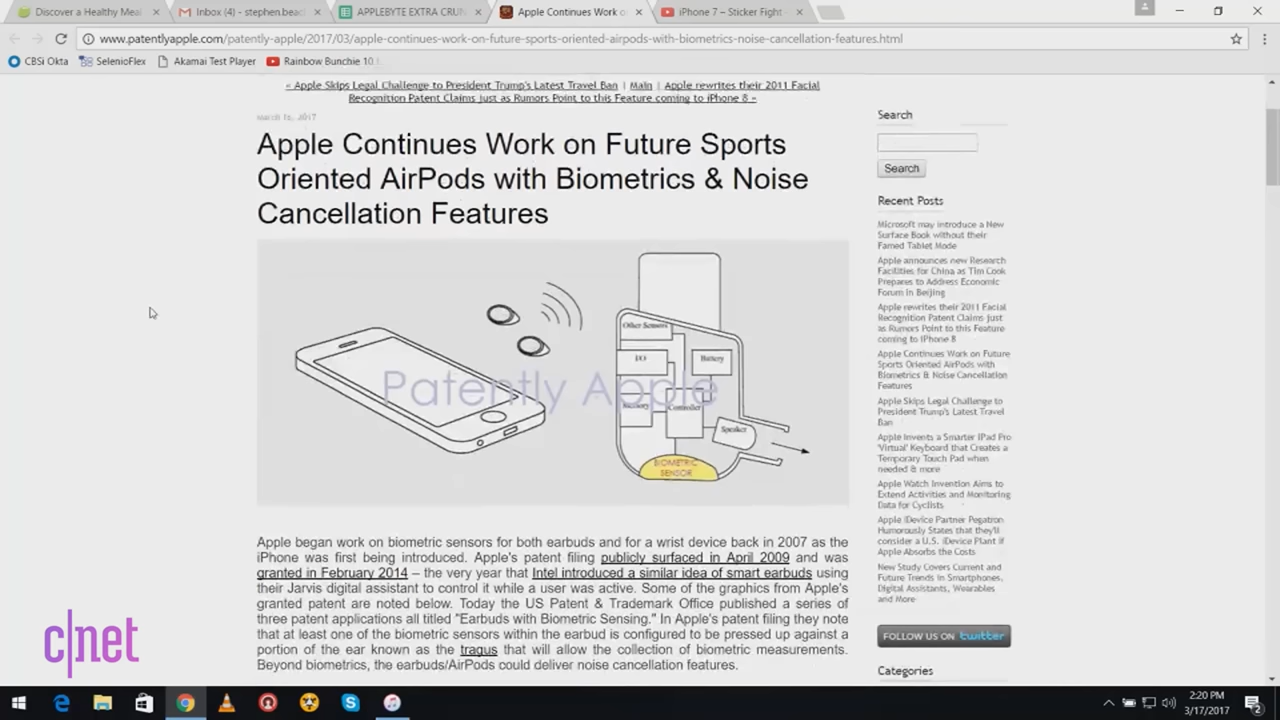 Discover a Healthy Meal
Inbox (4) - stephen.beac
APPLEBYTE EXTRA CRUN
Apple Continues Work o
iPhone 7 – Sticker Fight
www.patentlyapple.com/patently-apple/2017/03/apple-continues-work-on-future-sports-oriented-airpods-with-biometrics-noise-cancellation-features.html
CBSi Okta
SelenioFlex
Akamai Test Player
Rainbow Bunchie 10
« Apple Skips Legal Challenge to President Trump's Latest Travel Ban | Main | Apple rewrites their 2011 Facial
Recognition Patent Claims just as Rumors Point to this Feature coming to iPhone 8 »
March 16, 2017
Apple Continues Work on Future Sports
Oriented AirPods with Biometrics & Noise
Cancellation Features
Patently Apple
Other Sensors
I/O
Battery
Memory
Controller
Speaker
BIOMETRIC
SENSOR
Apple began work on biometric sensors for both earbuds and for a wrist device back in 2007 as the
iPhone was first being introduced. Apple's patent filing publicly surfaced in April 2009 and was
granted in February 2014 – the very year that Intel introduced a similar idea of smart earbuds using
their Jarvis digital assistant to control it while a user was active. Some of the graphics from Apple's
granted patent are noted below. Today the US Patent & Trademark Office published a series of
three patent applications all titled "Earbuds with Biometric Sensing." In Apple's patent filing they note
that at least one of the biometric sensors within the earbud is configured to be pressed up against a
portion of the ear known as the tragus that will allow the collection of biometric measurements.
Beyond biometrics, the earbuds/AirPods could deliver noise cancellation features.
Search
Search
Recent Posts
Microsoft may introduce a New
Surface Book without their
Famed Tablet Mode
Apple announces new Research
Facilities for China as Tim Cook
Prepares to Address Economic
Forum in Beijing
Apple rewrites their 2011 Facial
Recognition Patent Claims just
as Rumors Point to this Feature
coming to iPhone 8
Apple Continues Work on Future
Sports Oriented AirPods with
Biometrics & Noise Cancellation
Features
Apple Skips Legal Challenge to
President Trump's Latest Travel
Ban
Apple Invents a Smarter iPad Pro
'Virtual' Keyboard that Creates a
Temporary Touch Pad when
needed & more
Apple Watch Invention Aims to
Extend Activities and Monitoring
Data for Cyclists
Apple iDevice Partner Pegatron
Humorously States that they'll
consider a U.S. iDevice Plant if
Apple Absorbs the Costs
New Study Covers Current and
Future Trends in Smartphones,
Digital Assistants, Wearables
and More
FOLLOW US ON twitter
Categories
c|net
2:20 PM
3/17/2017
2